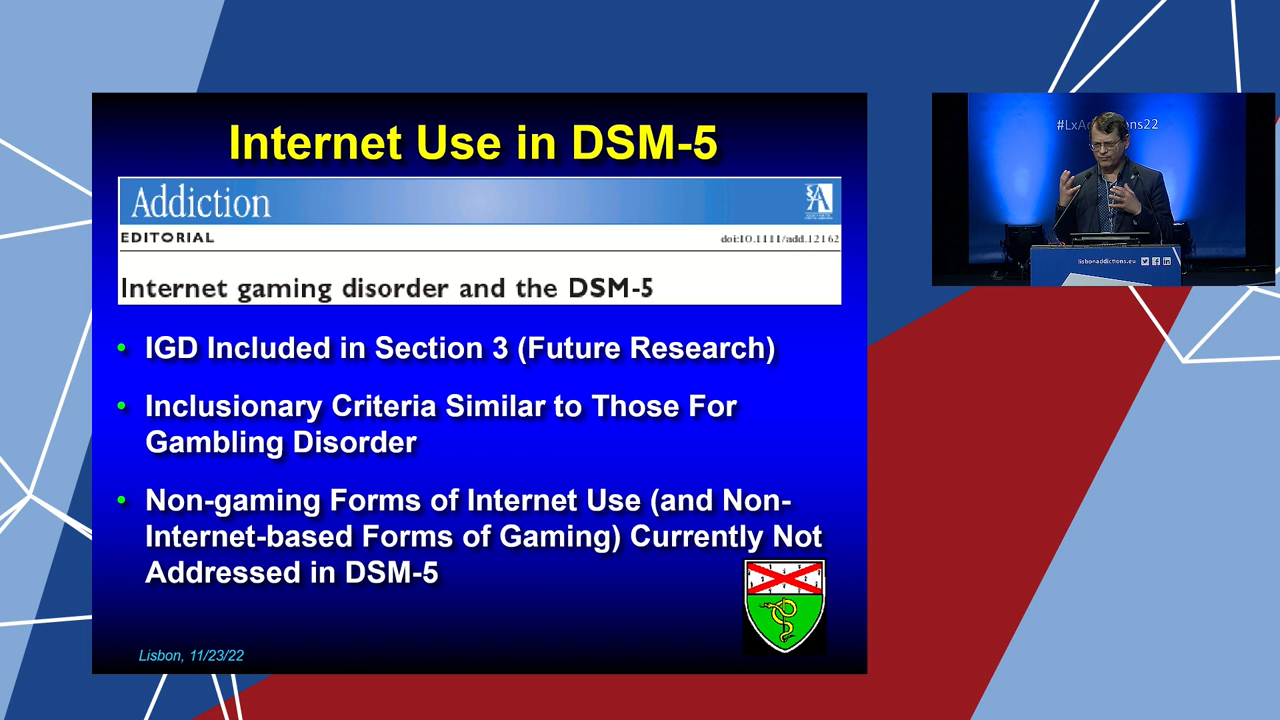 Internet Use in DSM-5
Addiction
EDITORIAL
doi:10.1111/add.12162
Internet gaming disorder and the DSM-5
• IGD Included in Section 3 (Future Research)
• Inclusionary Criteria Similar to Those For
Gambling Disorder
• Non-gaming Forms of Internet Use (and Non-
Internet-based Forms of Gaming) Currently Not
Addressed in DSM-5
Lisbon, 11/23/22
lisbonaddictions.eu